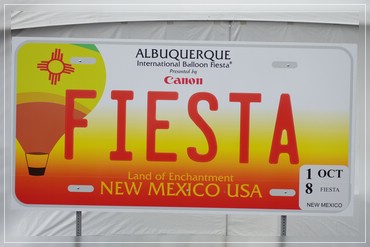 ALBUQUERQUE
International Balloon Fiesta®
Presented by
Canon
FIESTA
1 OCT
8 FIESTA
Land of Enchantment
NEW MEXICO USA
NEW MEXICO